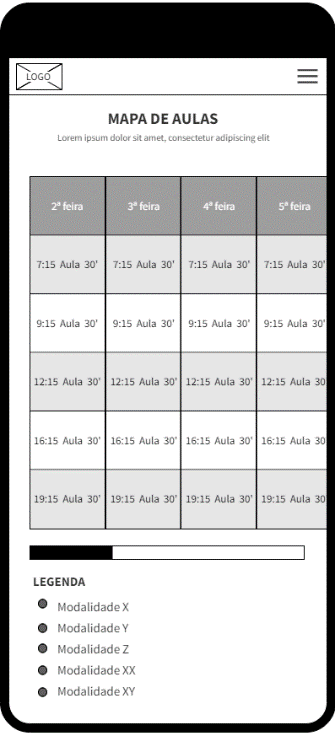 LOGO
MAPA DE AULAS
Lorem ipsum dolor sit amet, consectetur adipiscing elit
2ª feira 3ª feira 4ª feira 5ª feira
7:15 Aula 30' 7:15 Aula 30' 7:15 Aula 30' 7:15 Aula 30'
9:15 Aula 30' 9:15 Aula 30' 9:15 Aula 30' 9:15 Aula 30'
12:15 Aula 30' 12:15 Aula 30' 12:15 Aula 30' 12:15 Aula 30
16:15 Aula 30' 16:15 Aula 30' 16:15 Aula 30' 16:15 Aula 30
19:15 Aula 30' 19:15 Aula 30' 19:15 Aula 30' 19:15 Aula 30
LEGENDA
Modalidade X
Modalidade Y
Modalidade Z
Modalidade XX
Modalidade XY